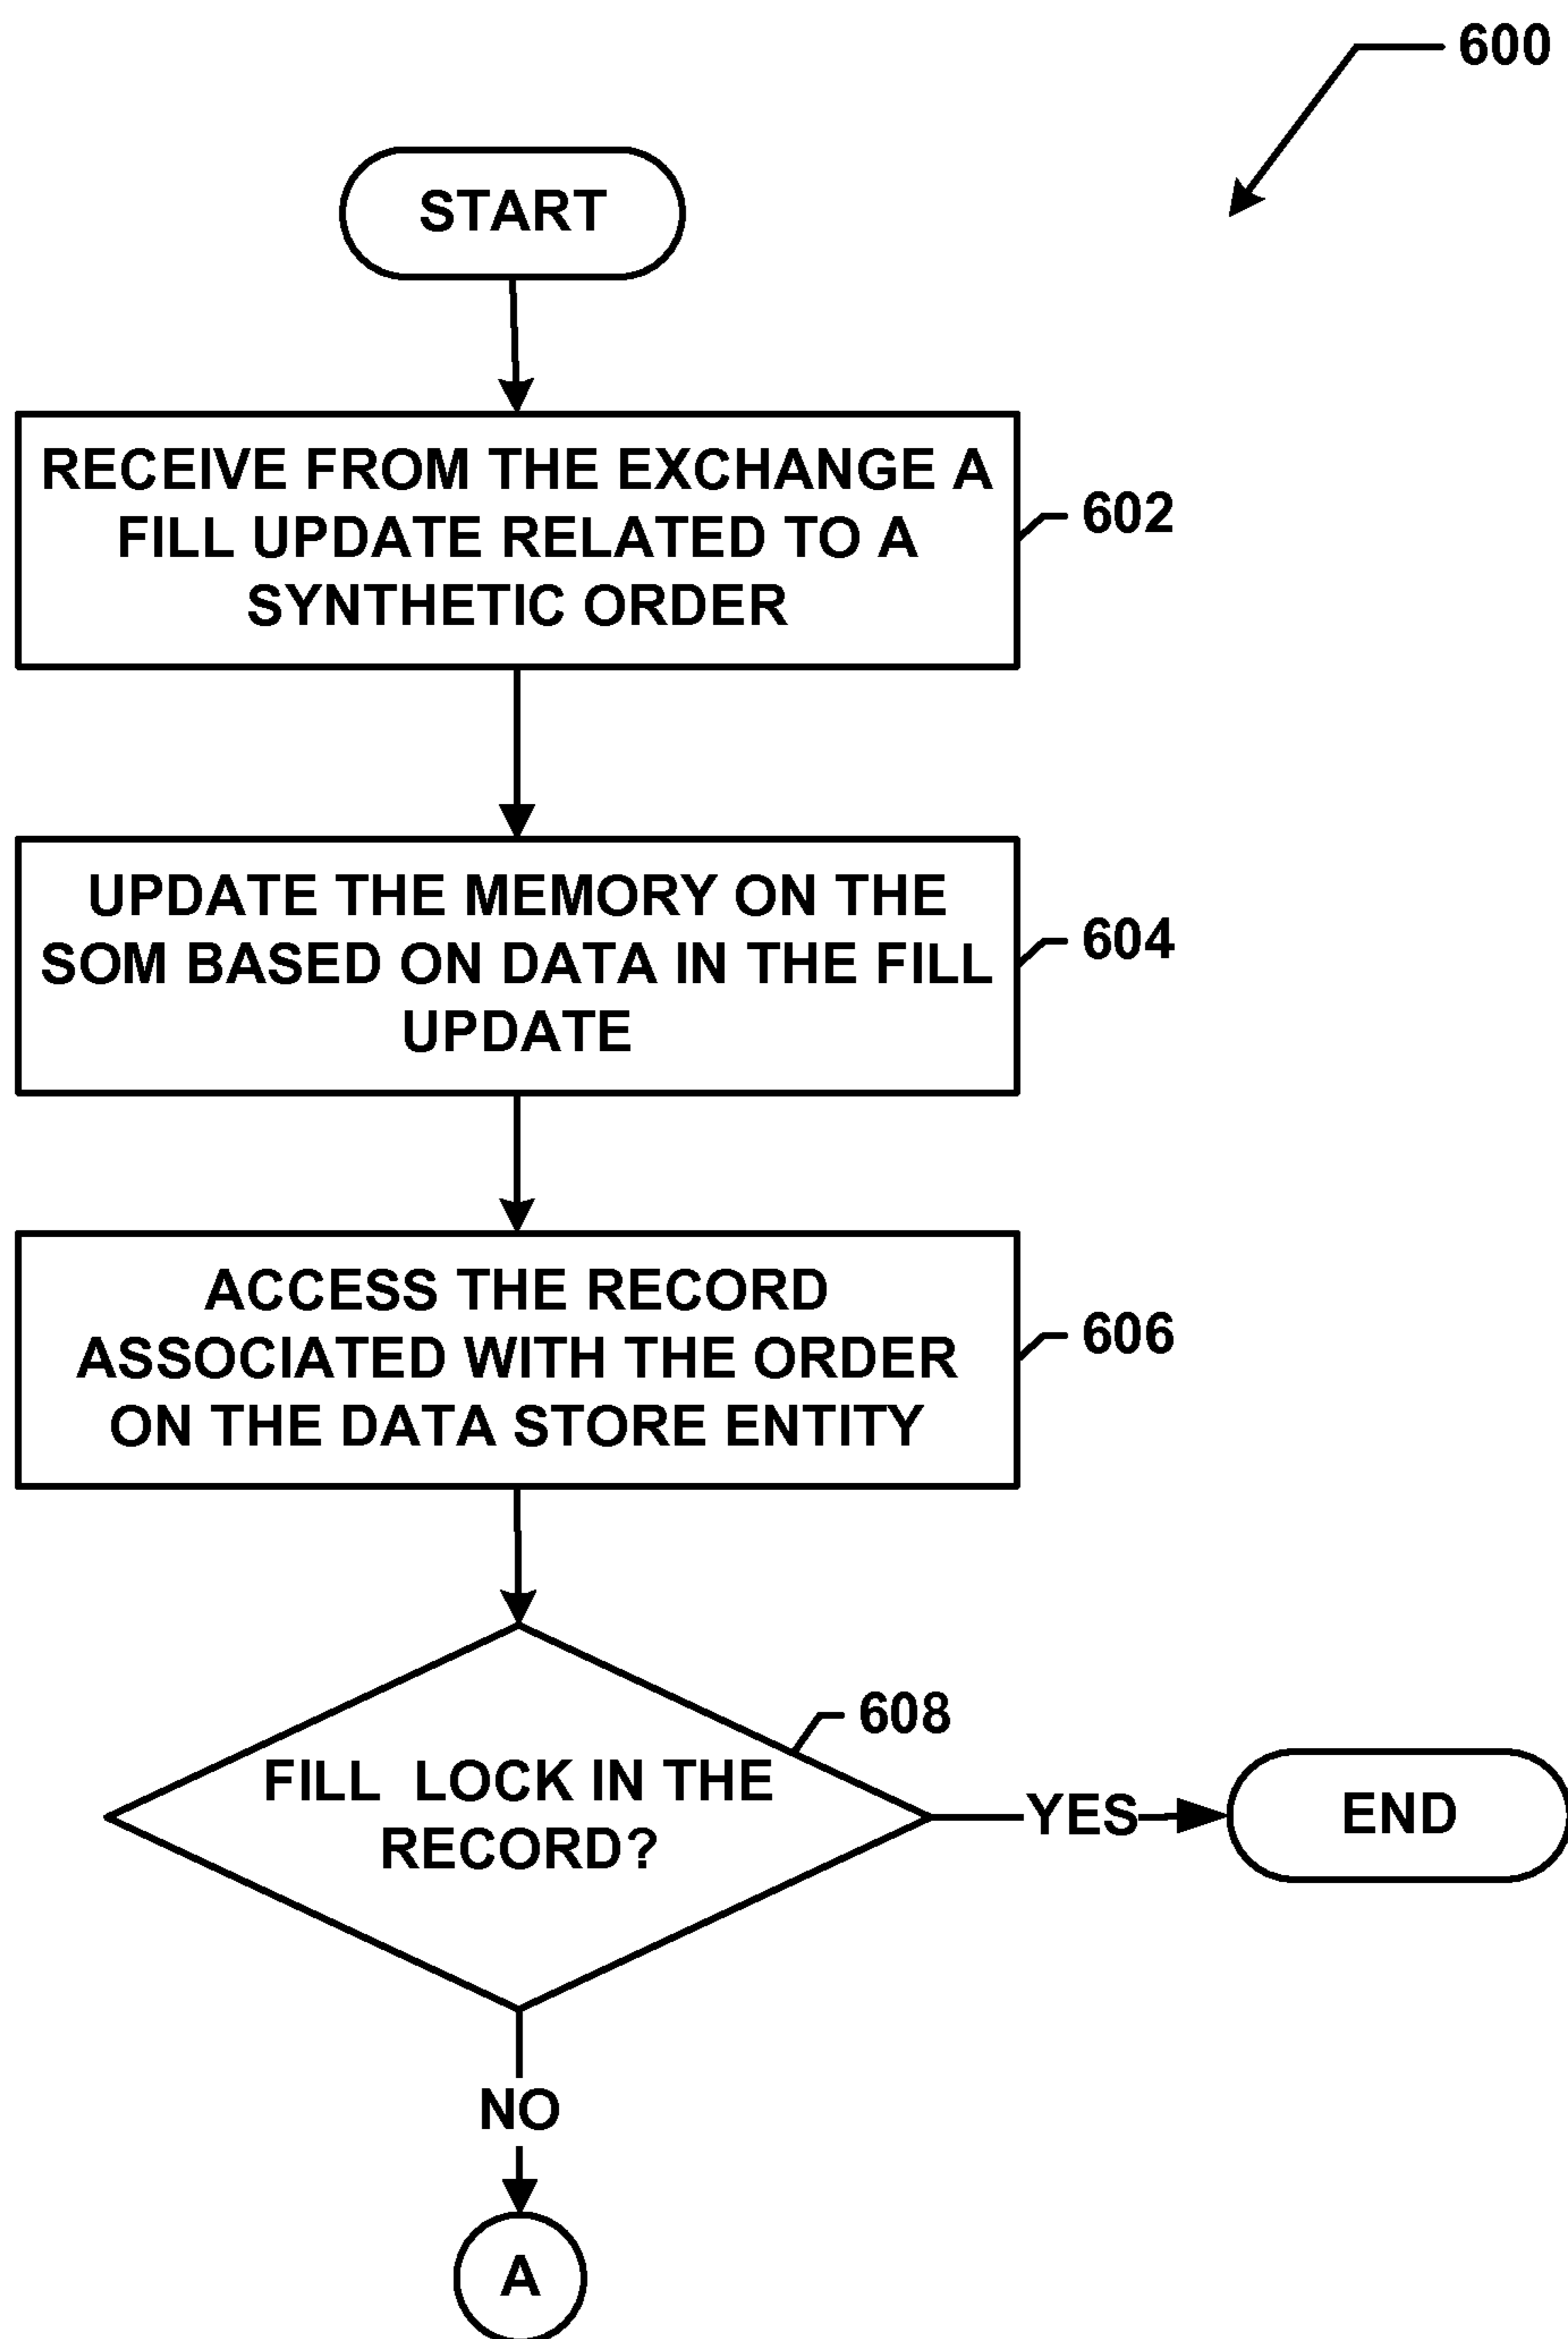 600
START
RECEIVE FROM THE EXCHANGE A
FILL UPDATE RELATED TO A
SYNTHETIC ORDER
602
UPDATE THE MEMORY ON THE
SOM BASED ON DATA IN THE FILL
UPDATE
604
ACCESS THE RECORD
ASSOCIATED WITH THE ORDER
ON THE DATA STORE ENTITY
606
608
FILL LOCK IN THE
RECORD?
YES
END
NO
A